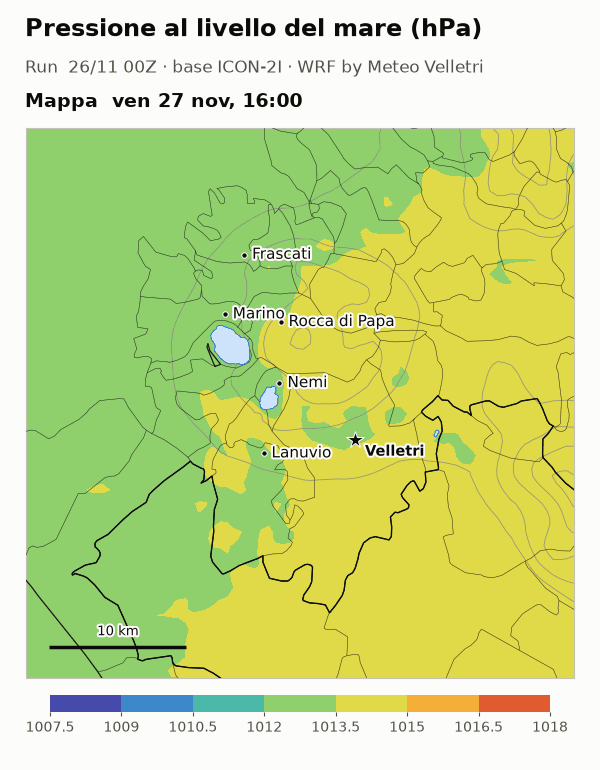 Pressione al livello del mare (hPa)
Run  26/11 00Z · base ICON-2I · WRF by Meteo Velletri
Mappa  ven 27 nov, 16:00
Frascati
Marino
Rocca di Papa
Nemi
Velletri
Lanuvio
10 km
1007.5 1009 1010.5 1012 1013.5 1015 1016.5 1018